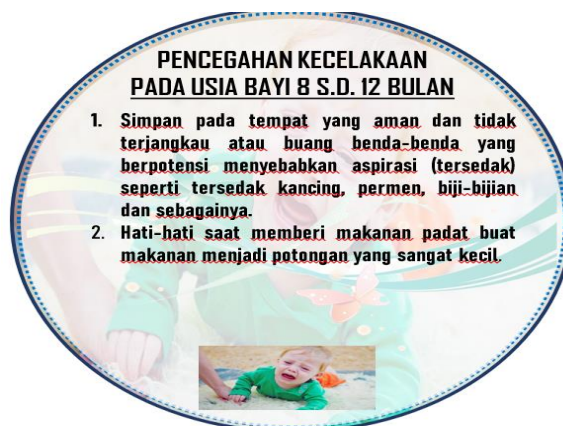 PENCEGAHAN KECELAKAAN
PADA USIA BAYI 8 S.D. 12 BULAN
1. Simpan pada tempat yang aman dan tidak
terjangkau atau buang benda-benda yang
berpotensi menyebabkan aspirasi (tersedak)
seperti tersedak kancing, permen, biji-bijian
dan sebagainya.
2. Hati-hati saat memberi makanan padat buat
makanan menjadi potongan yang sangat kecil.